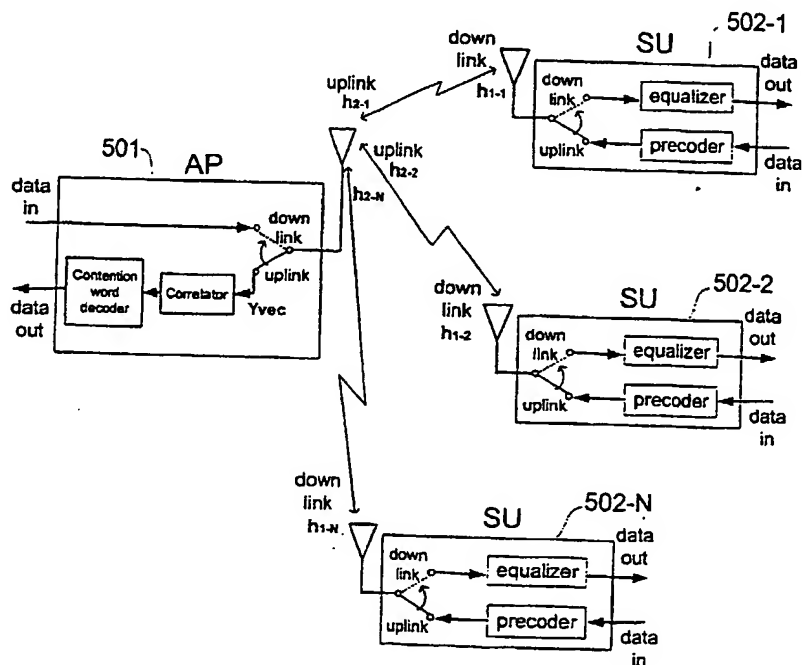 501
AP
data
in
down
link
uplink
Contention
word
decoder
Correlator
Yvec
data
out
uplink
h2-1
uplink
h2-2
h2-N
down
link
h1-1
SU
502-1
down
link
uplink
equalizer
precoder
data
out
data
in
down
link
h1-2
SU
502-2
down
link
uplink
equalizer
precoder
data
out
data
in
down
link
h1-N
SU
502-N
down
link
uplink
equalizer
precoder
data
out
data
in